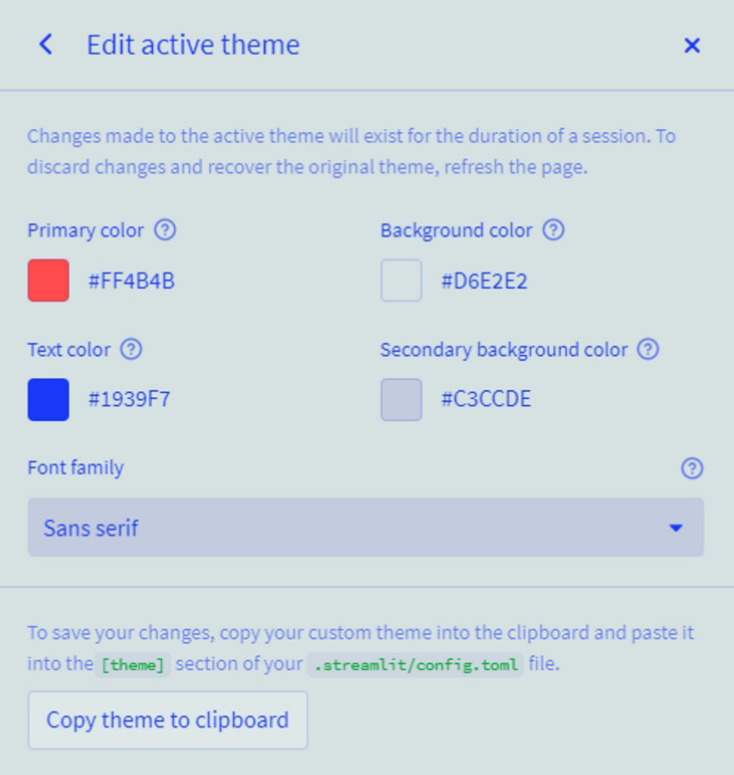 Edit active theme
Changes made to the active theme will exist for the duration of a session. To
discard changes and recover the original theme, refresh the page.
Primary color
Background color
#FF4B4B
#D6E2E2
Text color
Secondary background color
#1939F7
#C3CCDE
Font family
Sans serif
To save your changes, copy your custom theme into the clipboard and paste it
into the [theme] section of your .streamlit/config.toml file.
Copy theme to clipboard